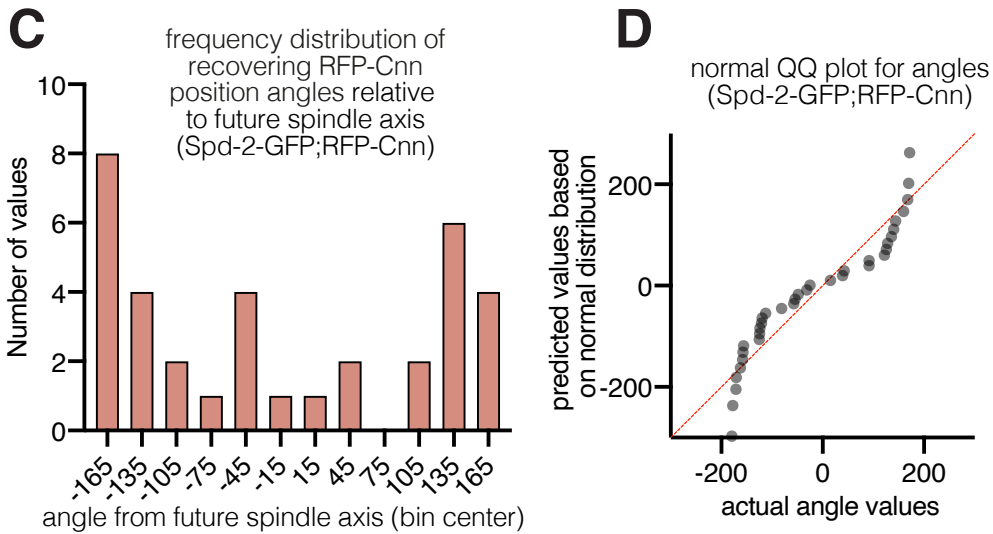 C
frequency distribution of
recovering RFP-Cnn
position angles relative
to future spindle axis
(Spd-2-GFP;RFP-Cnn)
Number of values
10
8
6
4
2
0
-165
-135
-105
-75
-45
-15
15
45
75
105
135
165
angle from future spindle axis (bin center)
D
normal QQ plot for angles
(Spd-2-GFP;RFP-Cnn)
predicted values based
on normal distribution
200
0
-200
-200
0
200
actual angle values